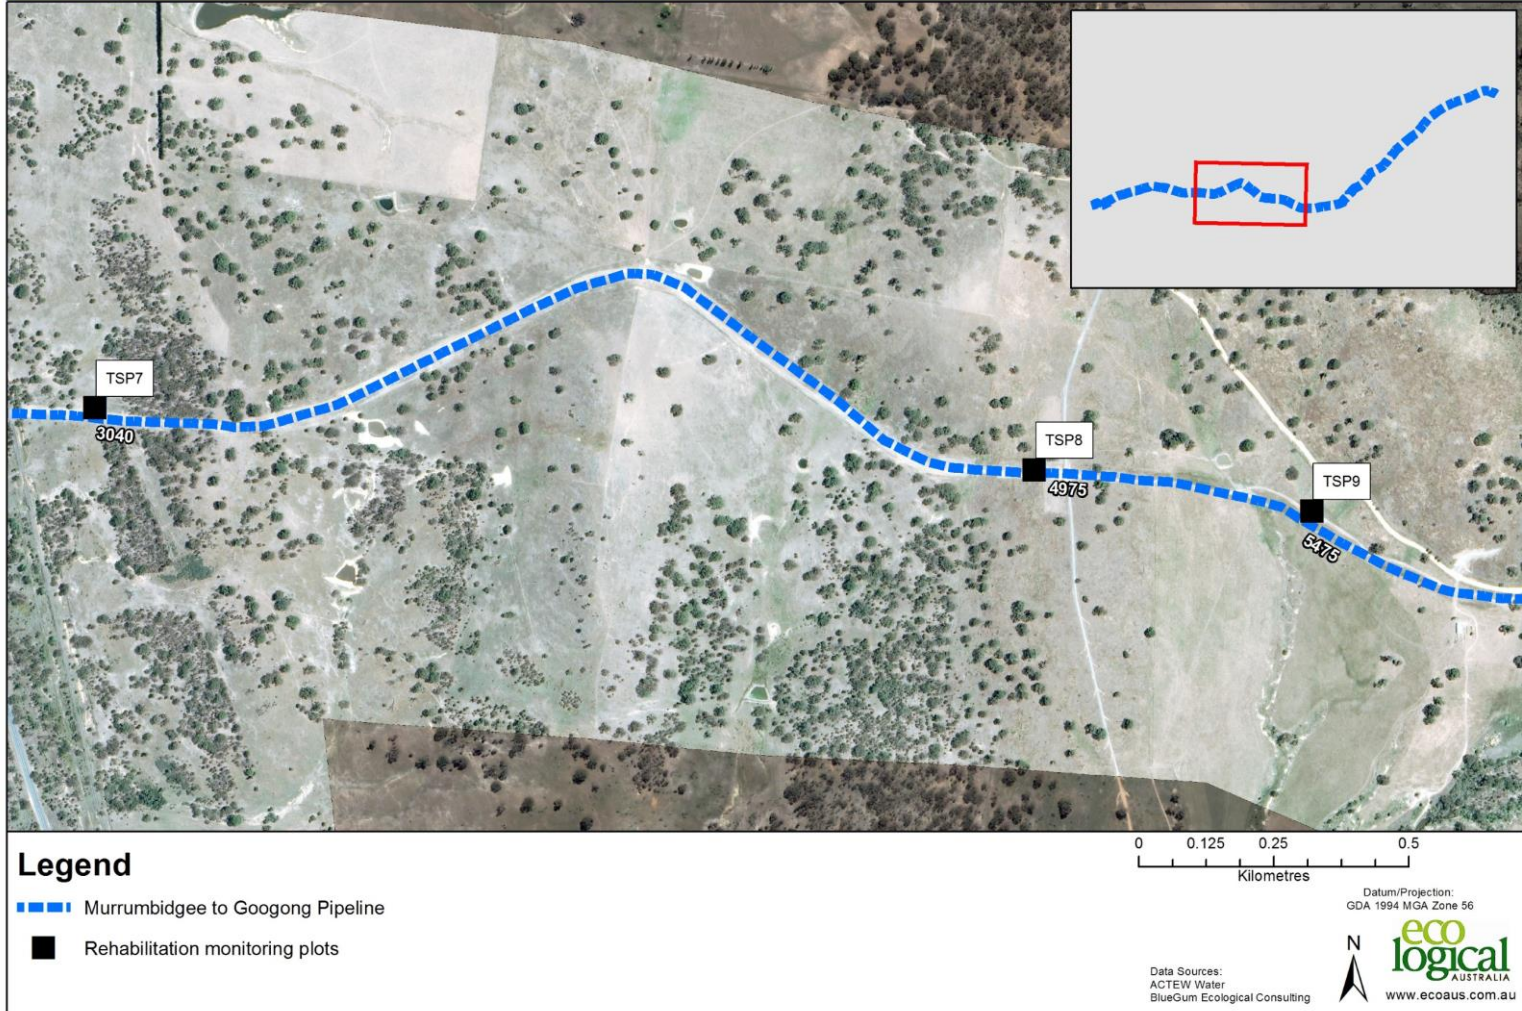 TSP7
3040
TSP8
4975
TSP9
5475
Legend
Murrumbidgee to Googong Pipeline
Rehabilitation monitoring plots
0 0.125 0.25 0.5
Kilometres
Datum/Projection:
GDA 1994 MGA Zone 56
N
eco
logical
AUSTRALIA
www.ecoaus.com.au
Data Sources:
ACTEW Water
BlueGum Ecological Consulting